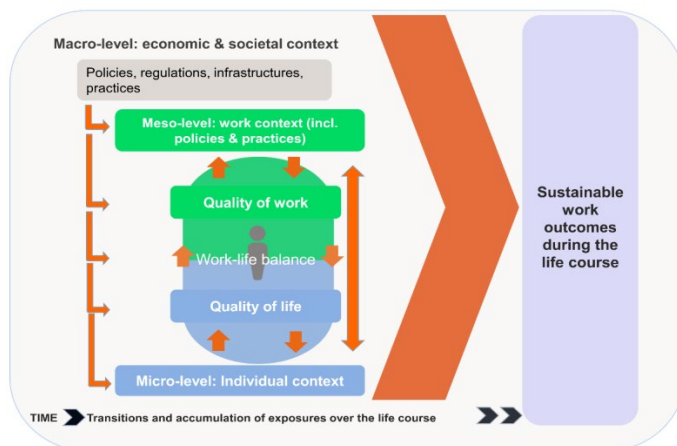 Macro-level: economic & societal context
Policies, regulations, infrastructures,
practices
Meso-level: work context (incl.
policies & practices)
Quality of work
Work-life balance
Quality of life
Micro-level: Individual context
Sustainable
work
outcomes
during the
life course
TIME Transitions and accumulation of exposures over the life course